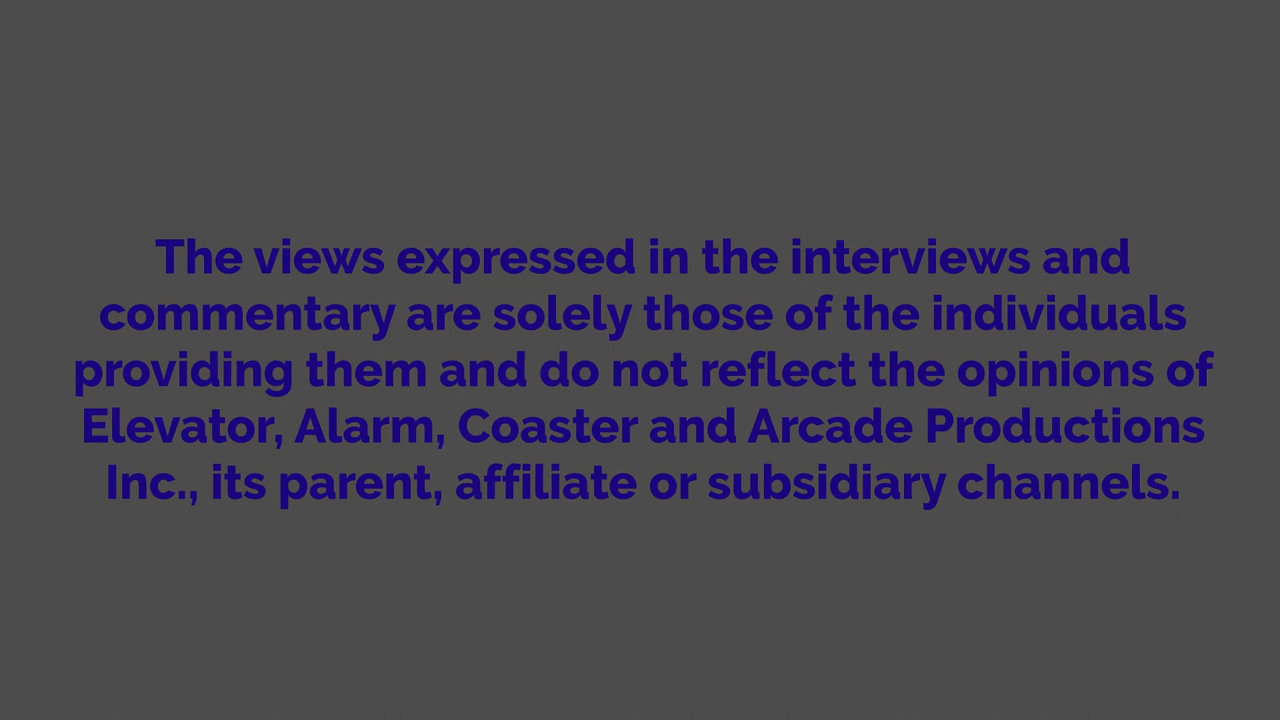 The views expressed in the interviews and
commentary are solely those of the individuals
providing them and do not reflect the opinions of
Elevator, Alarm, Coaster and Arcade Productions
Inc., its parent, affiliate or subsidiary channels.